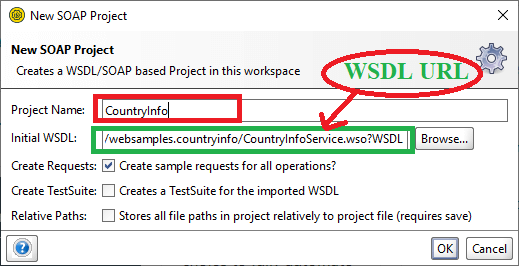 New SOAP Project
New SOAP Project
Creates a WSDL/SOAP based Project in this workspace
WSDL URL
Project Name: CountryInfo
Initial WSDL: /websamples.countryinfo/CountryInfoService.wso?WSDL Browse...
Create Requests: Create sample requests for all operations?
Create TestSuite: Creates a TestSuite for the imported WSDL
Relative Paths: Stores all file paths in project relatively to project file (requires save)
? OK Cancel